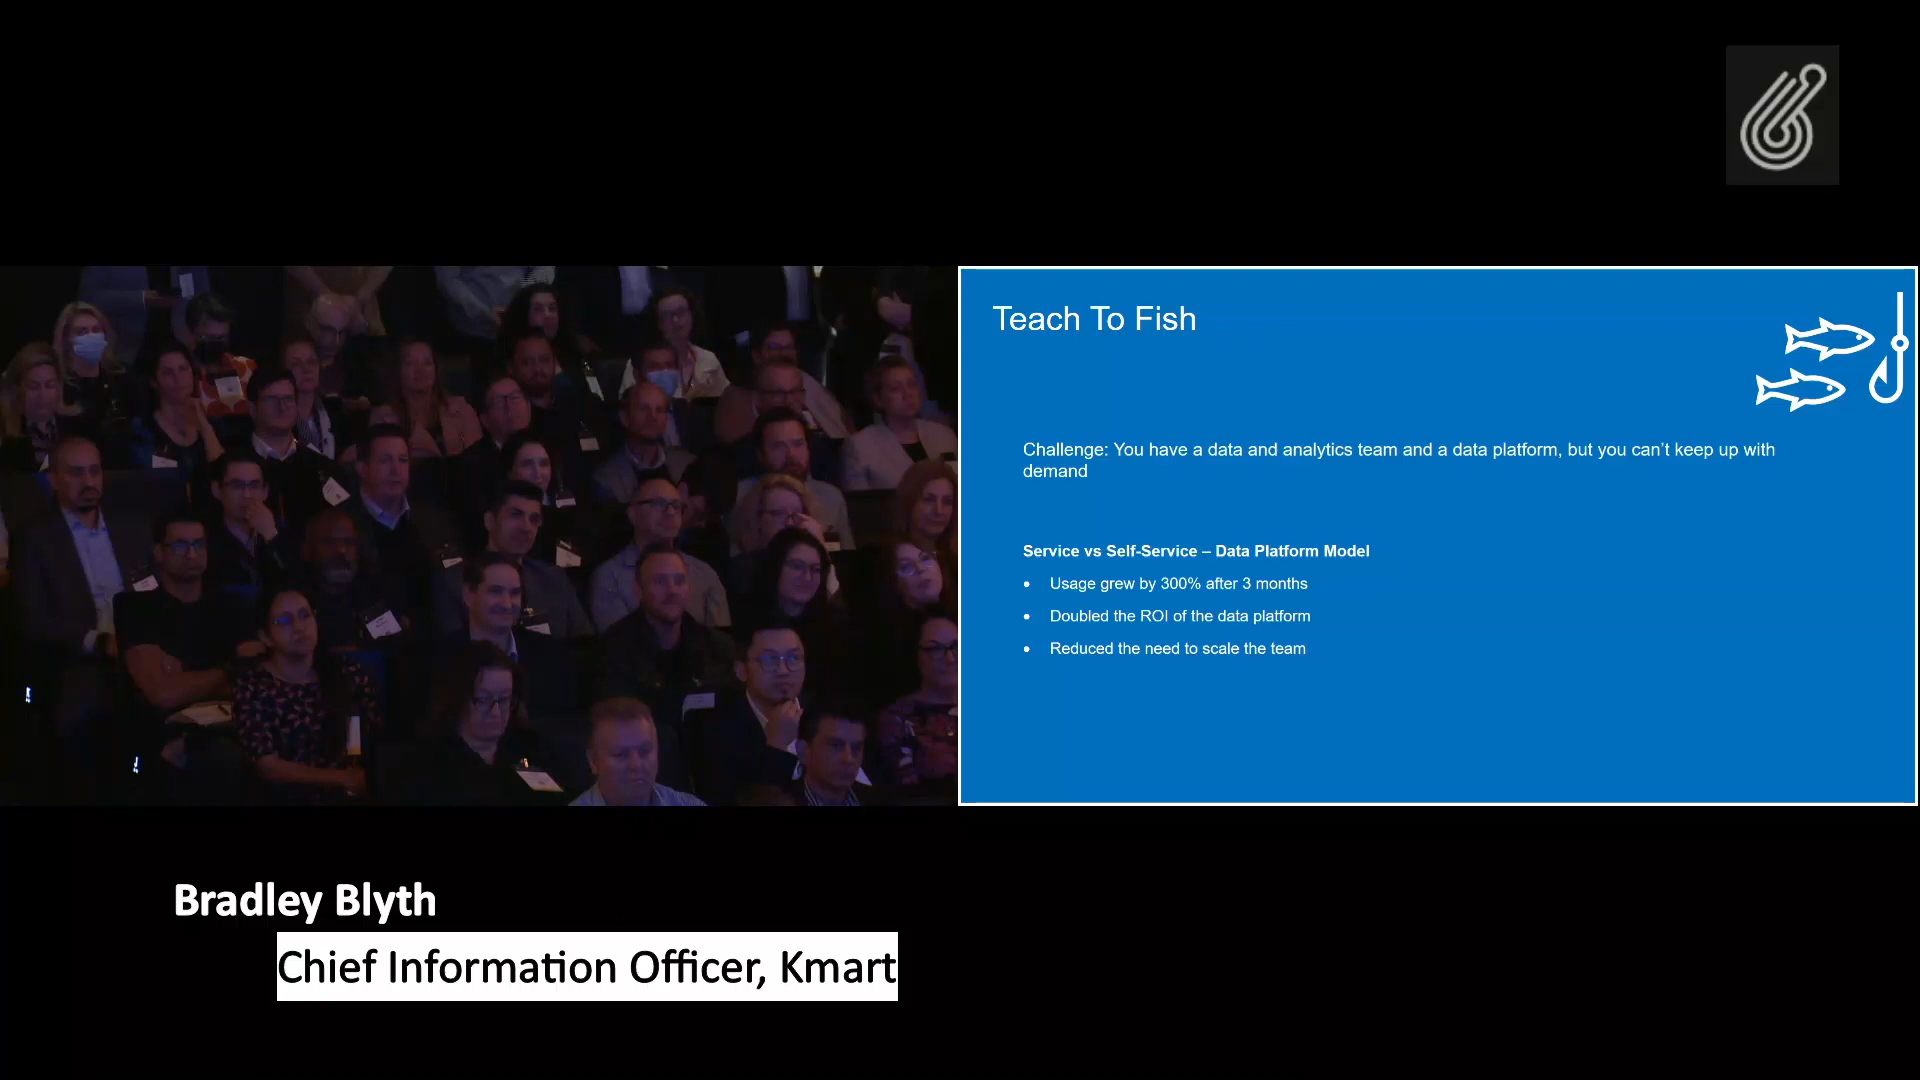 Teach To Fish
Challenge: You have a data and analytics team and a data platform, but you can't keep up with
demand
Service vs Self-Service – Data Platform Model
• Usage grew by 300% after 3 months
• Doubled the ROI of the data platform
• Reduced the need to scale the team
Bradley Blyth
Chief Information Officer, Kmart